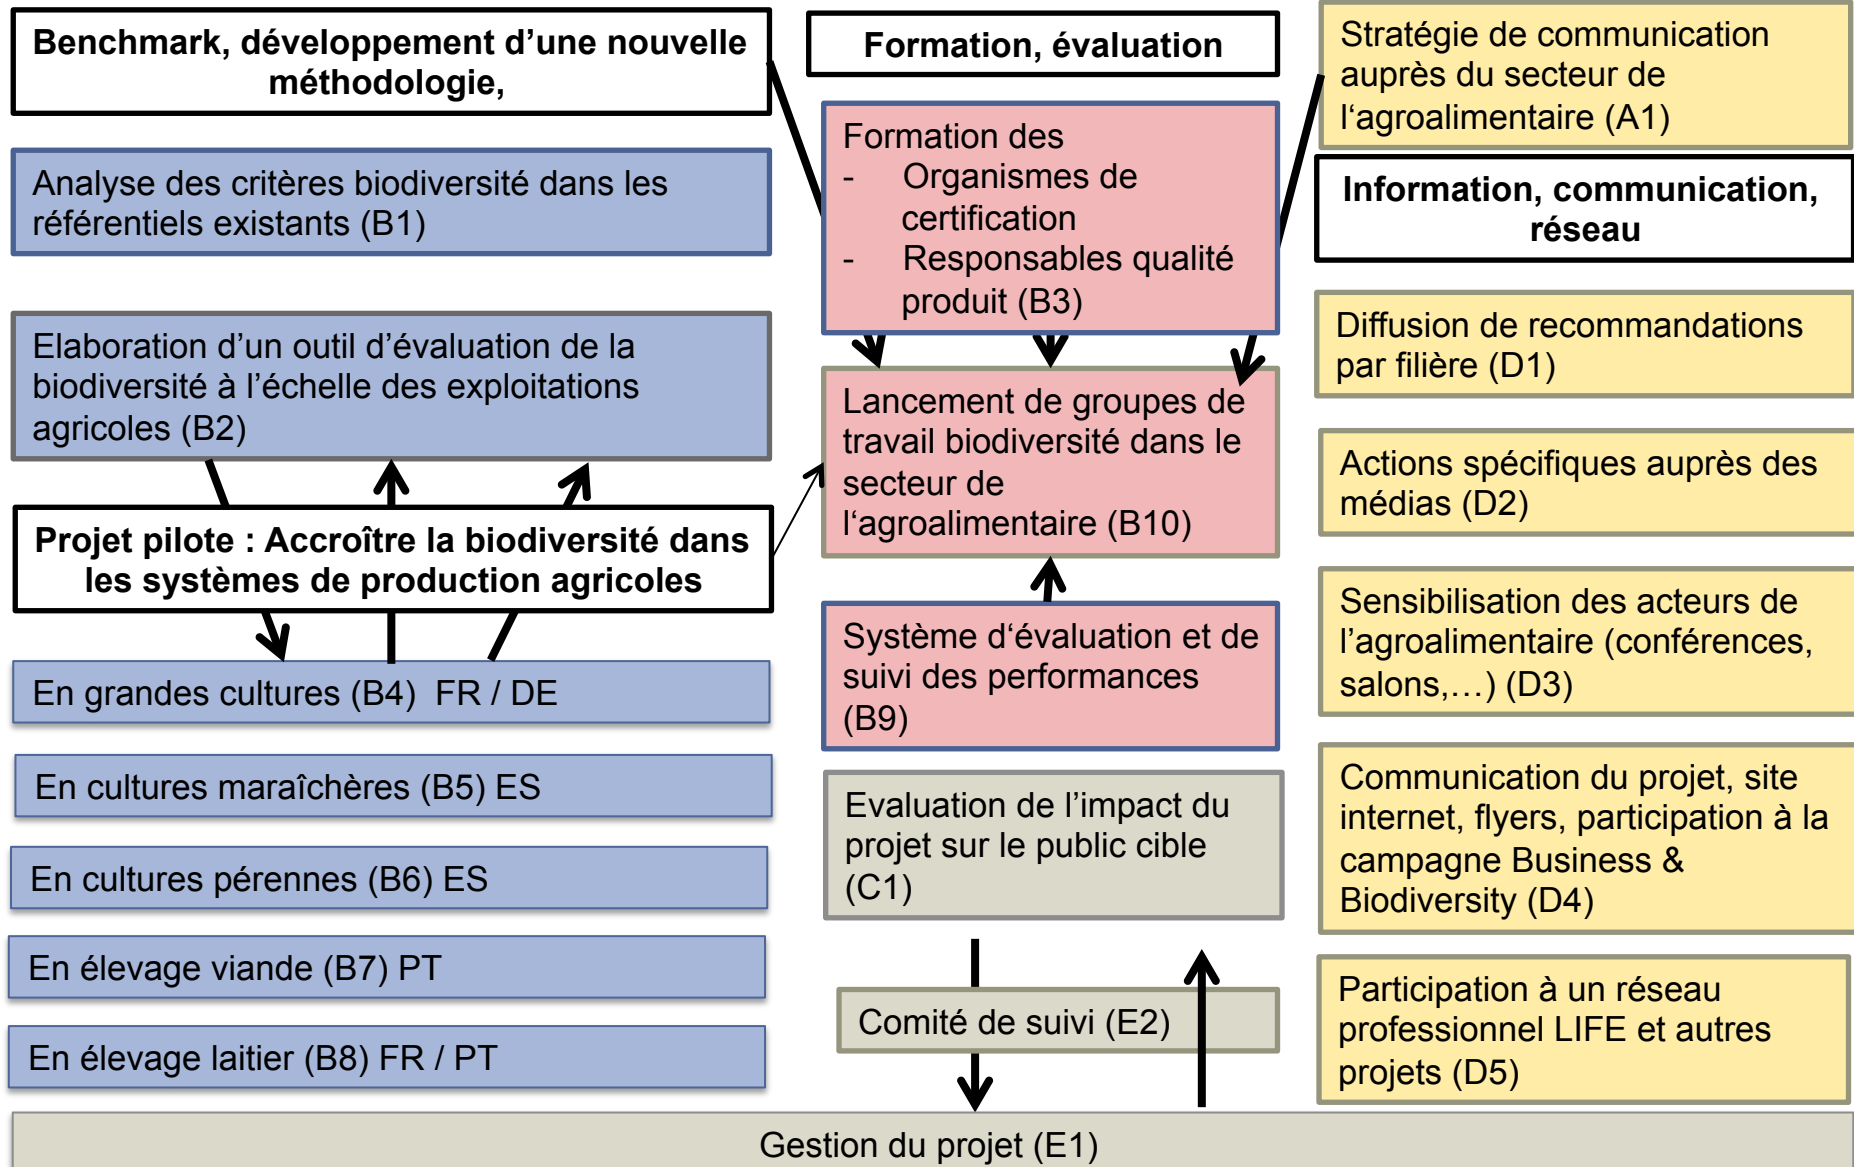 Benchmark, développement d’une nouvelle
méthodologie,
Analyse des critères biodiversité dans les
référentiels existants (B1)
Elaboration d’un outil d’évaluation de la
biodiversité à l’échelle des exploitations
agricoles (B2)
Projet pilote : Accroître la biodiversité dans
les systèmes de production agricoles
En grandes cultures (B4)  FR / DE
En cultures maraîchères (B5) ES
En cultures pérennes (B6) ES
En élevage viande (B7) PT
En élevage laitier (B8) FR / PT
Formation, évaluation
Formation des
- Organismes de
certification
- Responsables qualité
produit (B3)
Lancement de groupes de
travail biodiversité dans le
secteur de
l‘agroalimentaire (B10)
Système d‘évaluation et de
suivi des performances
(B9)
Evaluation de l’impact du
projet sur le public cible
(C1)
Comité de suivi (E2)
Stratégie de communication
auprès du secteur de
l‘agroalimentaire (A1)
Information, communication,
réseau
Diffusion de recommandations
par filière (D1)
Actions spécifiques auprès des
médias (D2)
Sensibilisation des acteurs de
l’agroalimentaire (conférences,
salons,…) (D3)
Communication du projet, site
internet, flyers, participation à la
campagne Business &
Biodiversity (D4)
Participation à un réseau
professionnel LIFE et autres
projets (D5)
Gestion du projet (E1)